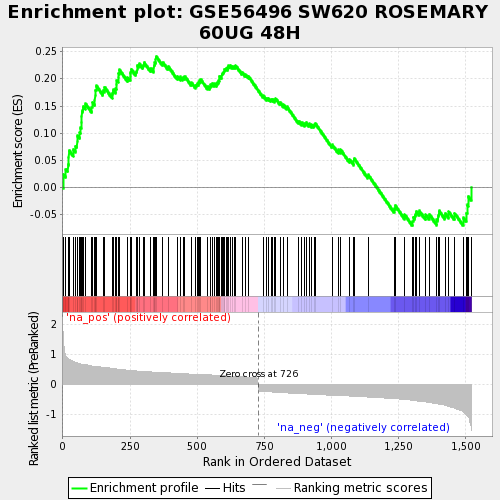 Enrichment plot: GSE56496 SW620 ROSEMARY
60UG 48H
Enrichment score (ES)
0.25
0.20
0.15
0.10
0.05
0.00
-0.05
'na_pos' (positively correlated)
Ranked list metric (PreRanked)
2
1
0
-1
Zero cross at 726
'na_neg' (negatively correlated)
0
250
500
750
1,000
1,250
1,500
Rank in Ordered Dataset
Enrichment profile
Hits
Ranking metric scores